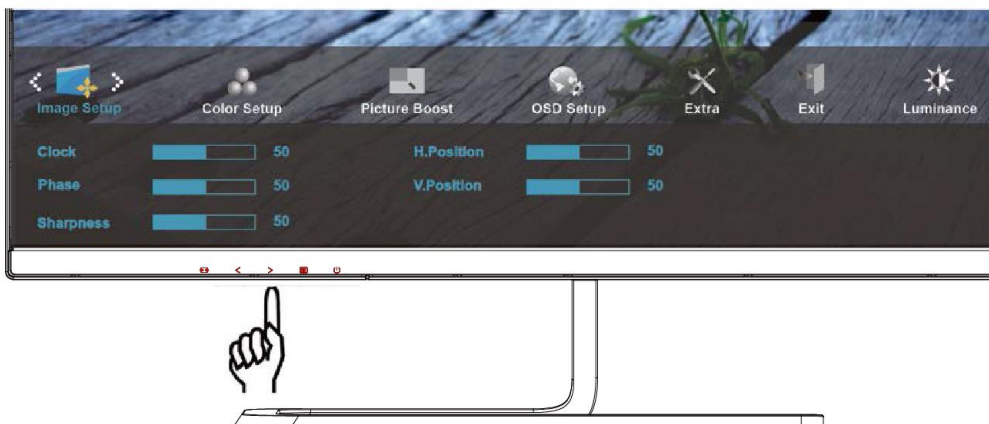 Image Setup Color Setup Picture Boost OSD Setup Extra Exit Luminance
Clock 50 H.Position 50
Phase 50 V.Position 50
Sharpness 50